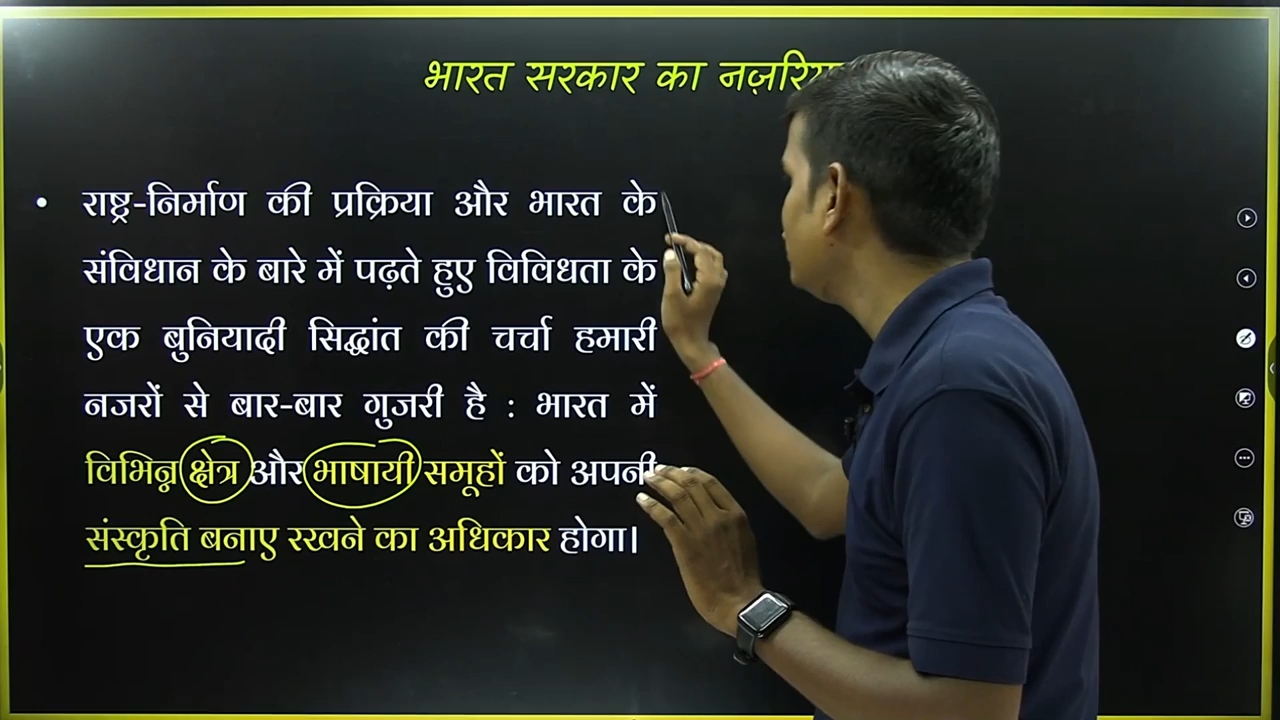 भारत सरकार का
राष्ट्र-निर्माण की प्रक्रिया और भारत के
संविधान के बारे में पढ़ते हुए विविधता के
एक बुनियादी सिद्धांत की चर्चा हमारी
नजरों से बार-बार गुजरी है : भारत में
विभिन्न क्षेत्र और भाषायी समूहों को अपनी
संस्कृति बनाए रखने का अधिकार होगा।